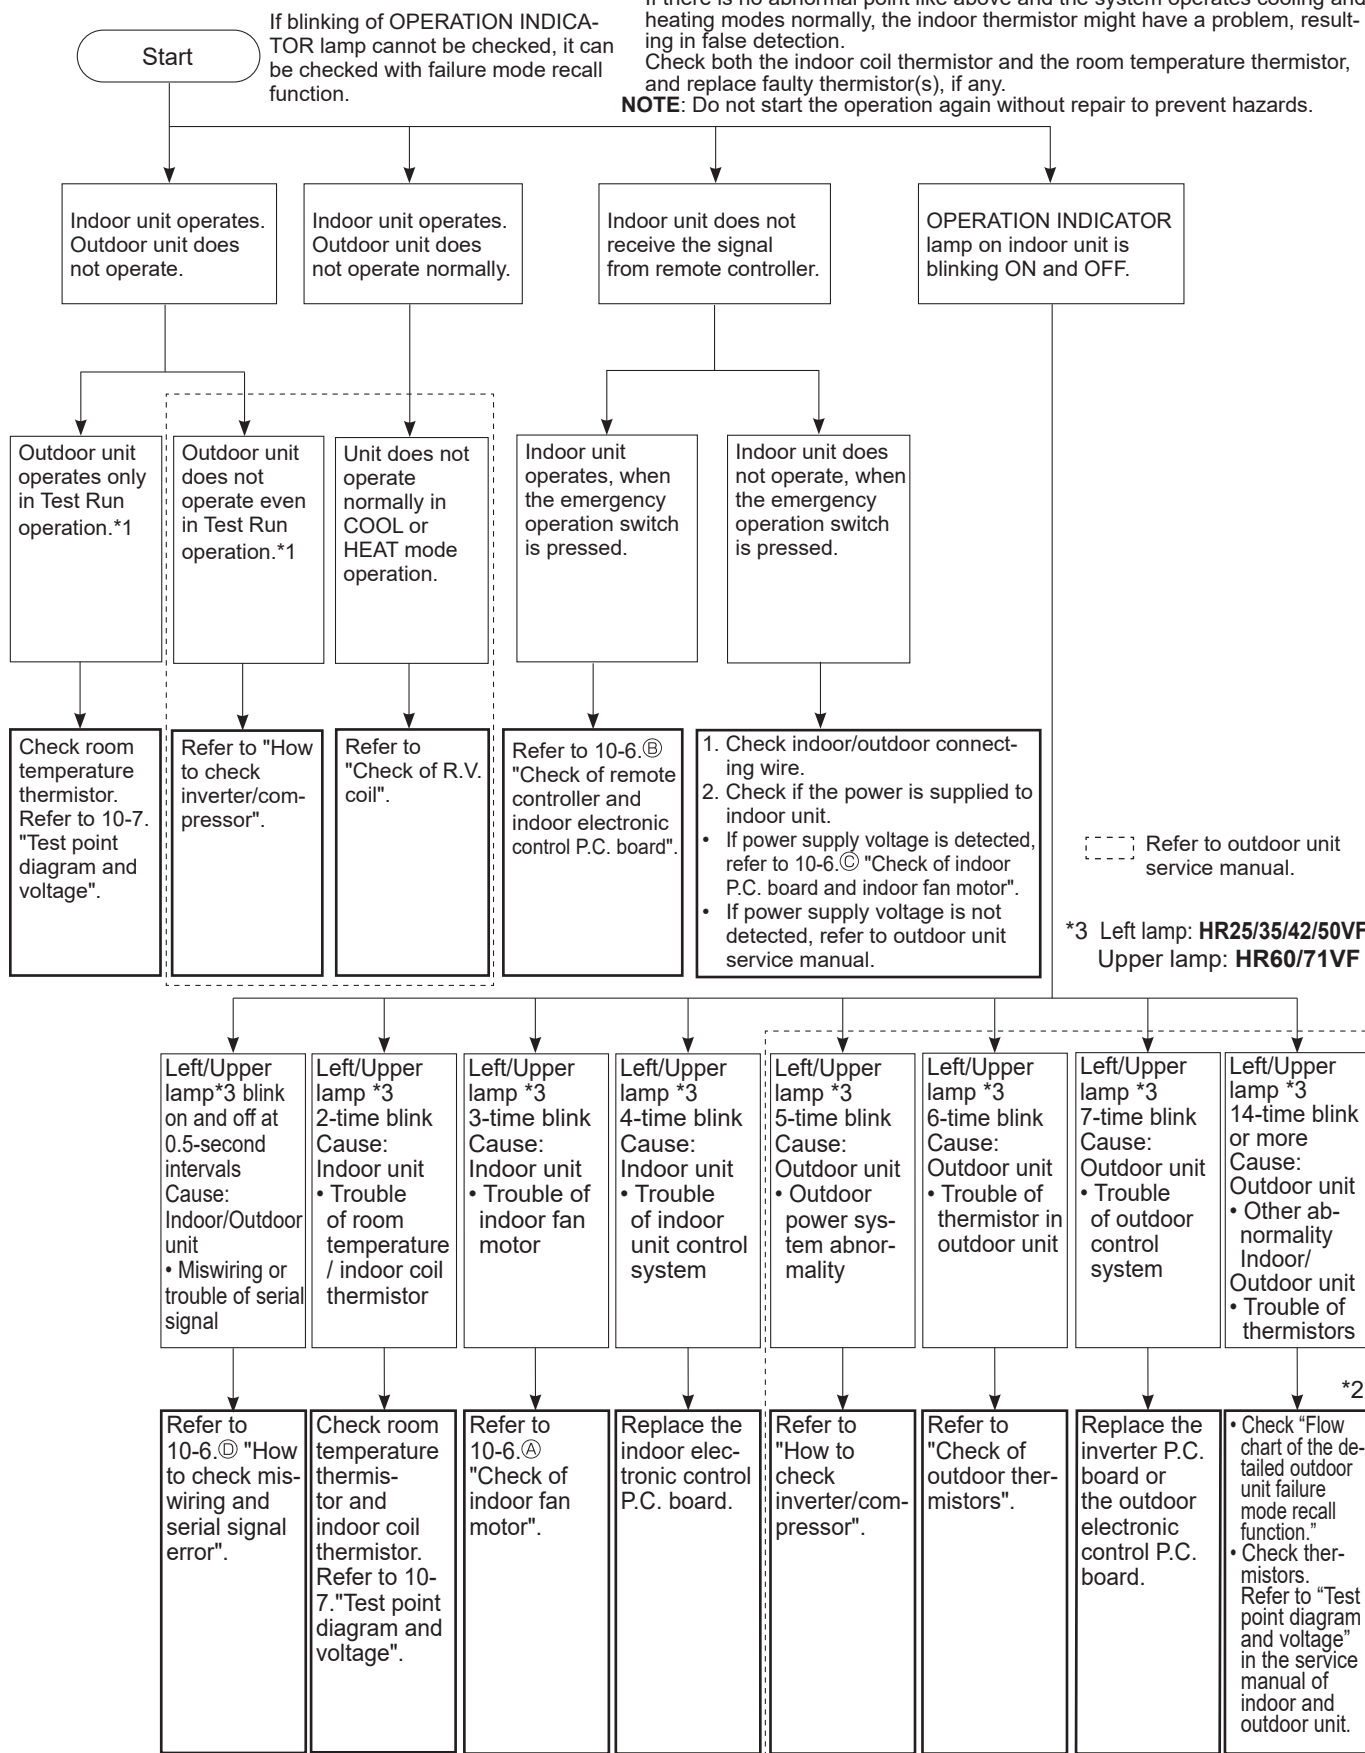 If there is no abnormal point like above and the system operates cooling and
heating modes normally, the indoor thermistor might have a problem, result-
ing in false detection.
Check both the indoor coil thermistor and the room temperature thermistor,
and replace faulty thermistor(s), if any.
NOTE: Do not start the operation again without repair to prevent hazards.
Start
If blinking of OPERATION INDICA-
TOR lamp cannot be checked, it can
be checked with failure mode recall
function.
Indoor unit operates.
Outdoor unit does
not operate.
Indoor unit operates.
Outdoor unit does
not operate normally.
Indoor unit does not
receive the signal
from remote controller.
OPERATION INDICATOR
lamp on indoor unit is
blinking ON and OFF.
Outdoor unit
operates only
in Test Run
operation.*1
Outdoor unit
does not
operate even
in Test Run
operation.*1
Unit does not
operate
normally in
COOL or
HEAT mode
operation.
Indoor unit
operates, when
the emergency
operation switch
is pressed.
Indoor unit does
not operate, when
the emergency
operation switch
is pressed.
Check room
temperature
thermistor.
Refer to 10-7.
"Test point
diagram and
voltage".
Refer to "How
to check
inverter/com-
pressor".
Refer to
"Check of R.V.
coil".
Refer to 10-6.Ⓑ
"Check of remote
controller and
indoor electronic
control P.C. board".
1. Check indoor/outdoor connect-
ing wire.
2. Check if the power is supplied to
indoor unit.
• If power supply voltage is detected,
refer to 10-6.Ⓒ "Check of indoor
P.C. board and indoor fan motor".
• If power supply voltage is not
detected, refer to outdoor unit
service manual.
Refer to outdoor unit
service manual.
*3 Left lamp: HR25/35/42/50VF
Upper lamp: HR60/71VF
Left/Upper
lamp*3 blink
on and off at
0.5-second
intervals
Cause:
Indoor/Outdoor
unit
• Miswiring or
trouble of serial
signal
Left/Upper
lamp *3
2-time blink
Cause:
Indoor unit
• Trouble
of room
temperature
/ indoor coil
thermistor
Left/Upper
lamp *3
3-time blink
Cause:
Indoor unit
• Trouble of
indoor fan
motor
Left/Upper
lamp *3
4-time blink
Cause:
Indoor unit
• Trouble
of indoor
unit control
system
Left/Upper
lamp *3
5-time blink
Cause:
Outdoor unit
• Outdoor
power sys-
tem abnor-
mality
Left/Upper
lamp *3
6-time blink
Cause:
Outdoor unit
• Trouble of
thermistor in
outdoor unit
Left/Upper
lamp *3
7-time blink
Cause:
Outdoor unit
• Trouble
of outdoor
control
system
Left/Upper
lamp *3
14-time blink
or more
Cause:
Outdoor unit
• Other ab-
normality
Indoor/
Outdoor unit
• Trouble of
thermistors
*2
Refer to
10-6.Ⓓ "How
to check mis-
wiring and
serial signal
error".
Check room
temperature
thermis-
tor and
indoor coil
thermistor.
Refer to 10-
7."Test point
diagram and
voltage".
Refer to
10-6.Ⓐ
"Check of
indoor fan
motor".
Replace the
indoor elec-
tronic control
P.C. board.
Refer to
"How to
check
inverter/com-
pressor".
Refer to
"Check of
outdoor ther-
mistors".
Replace the
inverter P.C.
board or
the outdoor
electronic
control P.C.
board.
• Check “Flow
chart of the de-
tailed outdoor
unit failure
mode recall
function.”
• Check ther-
mistors.
Refer to “Test
point diagram
and voltage”
in the service
manual of
indoor and
outdoor unit.